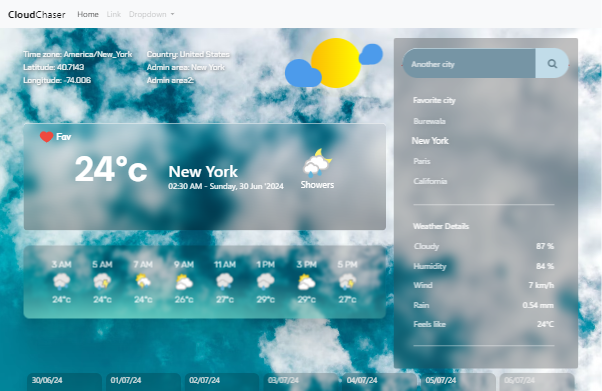 CloudChaser Home Link Dropdown
Time zone: America/New_York Country: United States
Latitude: 40.7143 Admin area: New York
Longitude: -74.006 Admin area2:
Fav
24°c
New York
02:30 AM - Sunday, 30 Jun '2024
Showers
3 AM 5 AM 7 AM 9 AM 11 AM 1 PM 3 PM 5 PM
24°c 24°c 24°c 26°c 27°c 29°c 29°c 27°c
Another city
Favorite city
Burewala
New York
Paris
California
Weather Details
Cloudy 87 %
Humidity 84 %
Wind 7 km/h
Rain 0.54 mm
Feels like 24°C
30/06/24 01/07/24 02/07/24 03/07/24 04/07/24 05/07/24 06/07/24